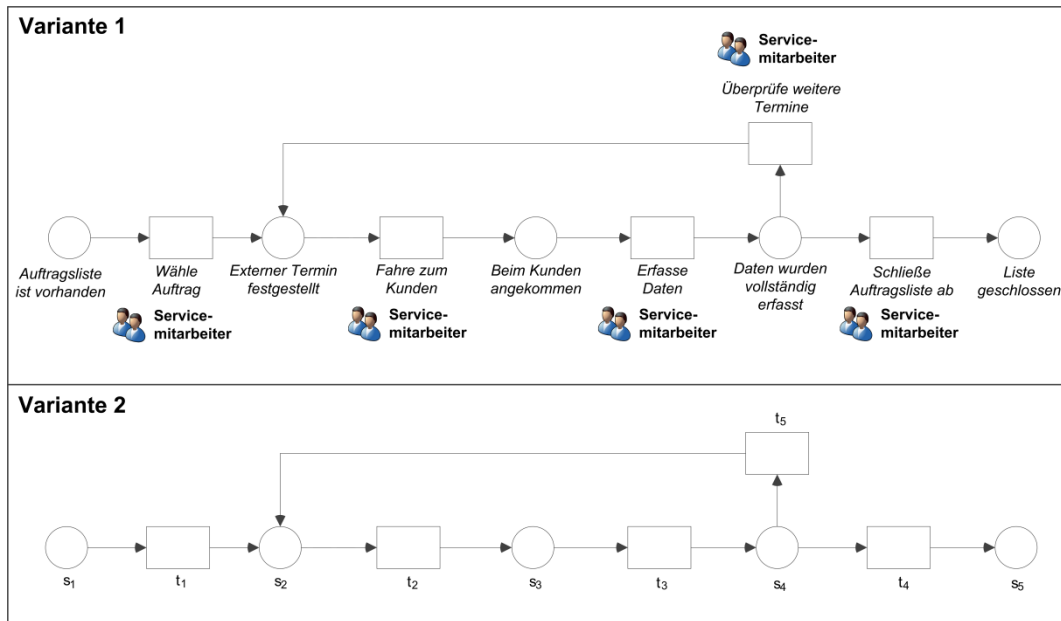 Variante 1
Service-
mitarbeiter
Überprüfe weitere
Termine
Auftragsliste
ist vorhanden
Wähle
Auftrag
Service-
mitarbeiter
Externer Termin
festgestellt
Fahre zum
Kunden
Service-
mitarbeiter
Beim Kunden
angekommen
Erfasse
Daten
Service-
mitarbeiter
Daten wurden
vollständig
erfasst
Schließe
Auftragsliste ab
Service-
mitarbeiter
Liste
geschlossen
Variante 2
t₅
s₁
t₁
s₂
t₂
s₃
t₃
s₄
t₄
s₅